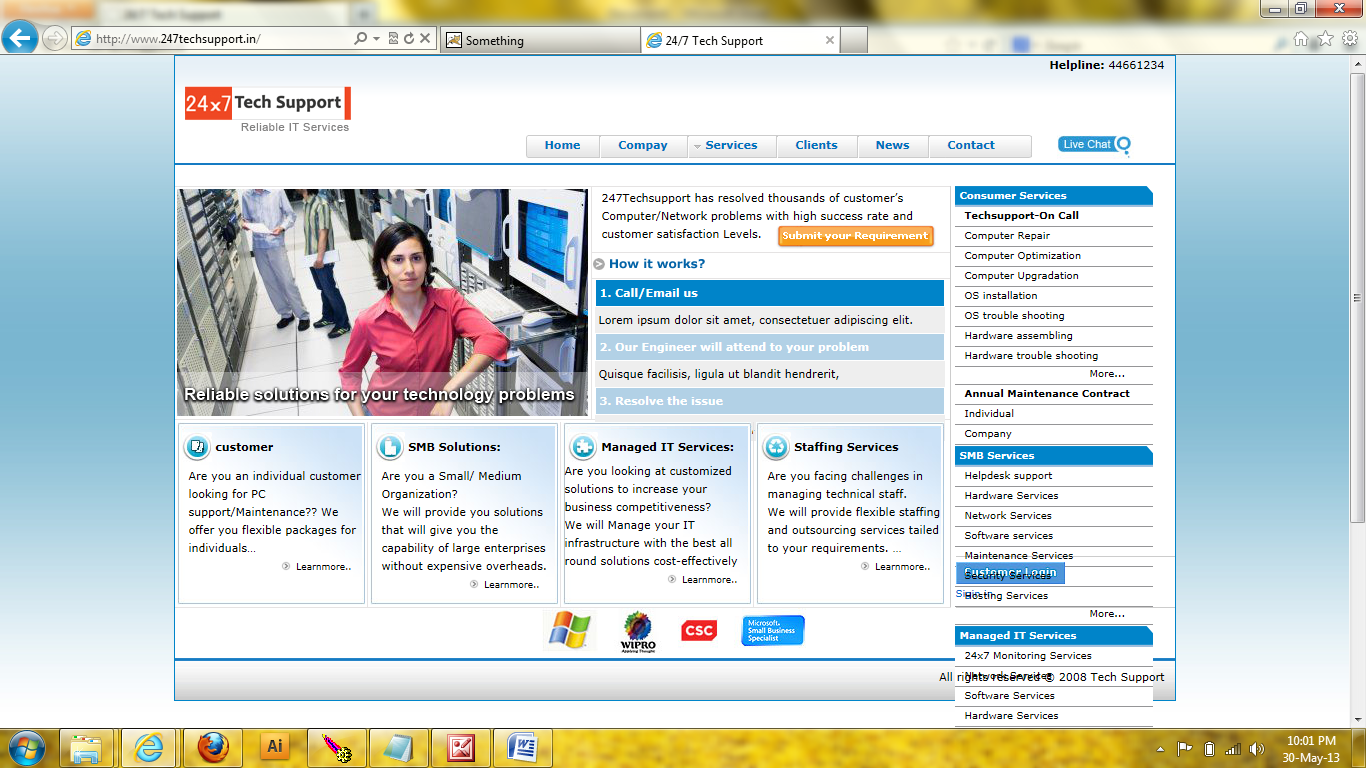 24/7 Tech Support
http://www.247techsupport.in/
Something
24/7 Tech Support
Helpline: 44661234
24x7 Tech Support
Reliable IT Services
Home
Compay
Services
Clients
News
Contact
Live Chat
Reliable solutions for your technology problems
247Techsupport has resolved thousands of customer’s
Computer/Network problems with high success rate and
customer satisfaction Levels.
Submit your Requirement
How it works?
1. Call/Email us
Lorem ipsum dolor sit amet, consectetuer adipiscing elit.
2. Our Engineer will attend to your problem
Quisque facilisis, ligula ut blandit hendrerit,
3. Resolve the issue
Consumer Services
Techsupport-On Call
Computer Repair
Computer Optimization
Computer Upgradation
OS installation
OS trouble shooting
Hardware assembling
Hardware trouble shooting
More...
Annual Maintenance Contract
Individual
Company
SMB Services
Helpdesk support
Hardware Services
Network Services
Software services
Maintenance Services
Customer Login
Security Services
Sign in
Hosting Services
More...
Managed IT Services
24x7 Monitoring Services
Network Services
Software Services
Hardware Services
customer
Are you an individual customer
looking for PC
support/Maintenance?? We
offer you flexible packages for
individuals...
Learnmore..
SMB Solutions:
Are you a Small/ Medium
Organization?
We will provide you solutions
that will give you the
capability of large enterprises
without expensive overheads.
Learnmore..
Managed IT Services:
Are you looking at customized
solutions to increase your
business competitiveness?
We will Manage your IT
infrastructure with the best all
round solutions cost-effectively
Learnmore..
Staffing Services
Are you facing challenges in
managing technical staff.
We will provide flexible staffing
and outsourcing services tailed
to your requirements. ...
Learnmore..
WIPRO
Applying Thought
CSC
Microsoft
Small Business
Specialist
All rights reserved © 2008 Tech Support
Ai
10:01 PM
30-May-13